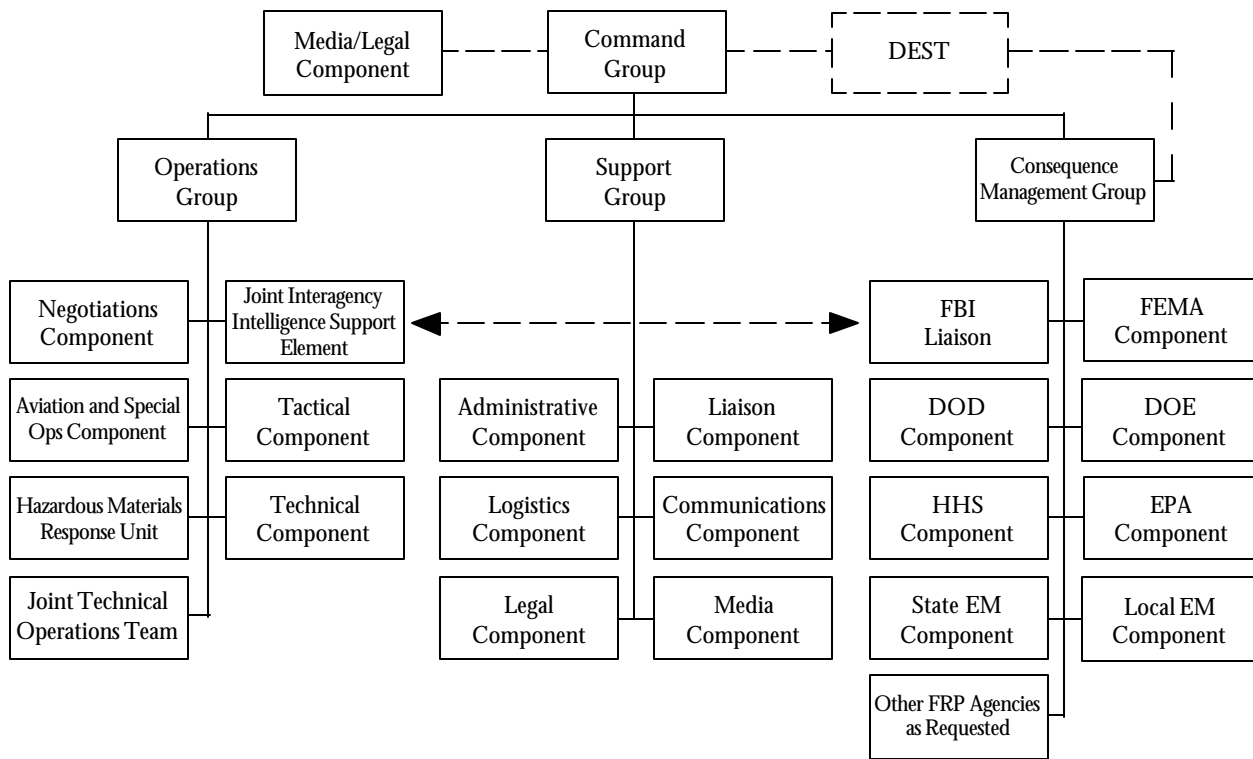 Media/Legal
Component
Command
Group
DEST
Operations
Group
Support
Group
Consequence
Management Group
Negotiations
Component
Joint Interagency
Intelligence Support
Element
FBI
Liaison
FEMA
Component
Aviation and Special
Ops Component
Tactical
Component
Administrative
Component
Liaison
Component
DOD
Component
DOE
Component
Hazardous Materials
Response Unit
Technical
Component
Logistics
Component
Communications
Component
HHS
Component
EPA
Component
Joint Technical
Operations Team
Legal
Component
Media
Component
State EM
Component
Local EM
Component
Other FRP Agencies
as Requested